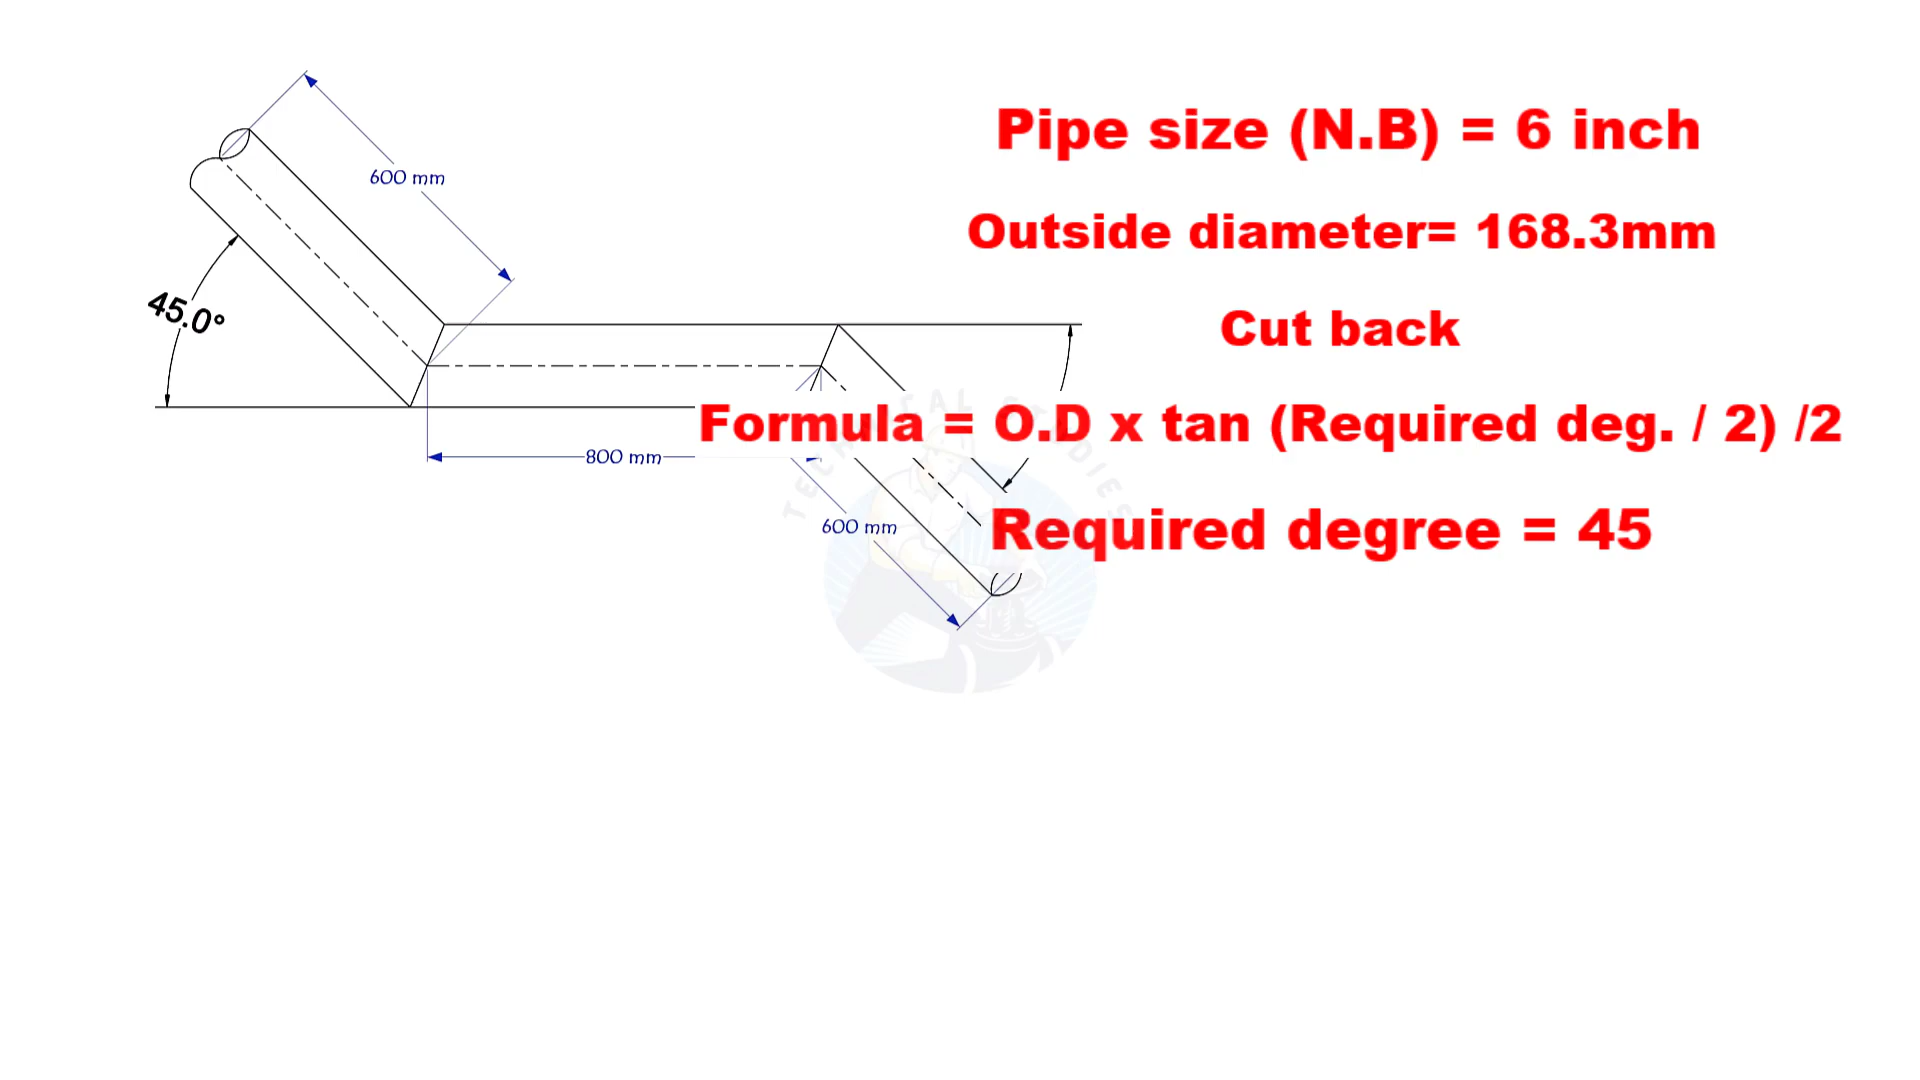 Pipe size (N.B) = 6 inch
600 mm
Outside diameter= 168.3mm
45.0°
Cut back
Formula = O.D x tan (Required deg. / 2) /2
800 mm
600 mm
Required degree = 45